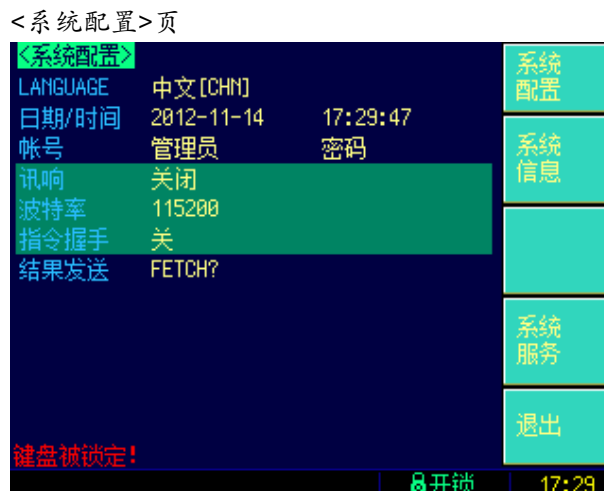 <系统配置>页
<系统配置>
LANGUAGE 中文[CHN]
日期/时间 2012-11-14 17:29:47
帐号 管理员 密码
讯响 关闭
波特率 115200
指令握手 关
结果发送 FETCH?
键盘被锁定!
系统
配置
系统
信息
系统
服务
退出
开锁 17:29